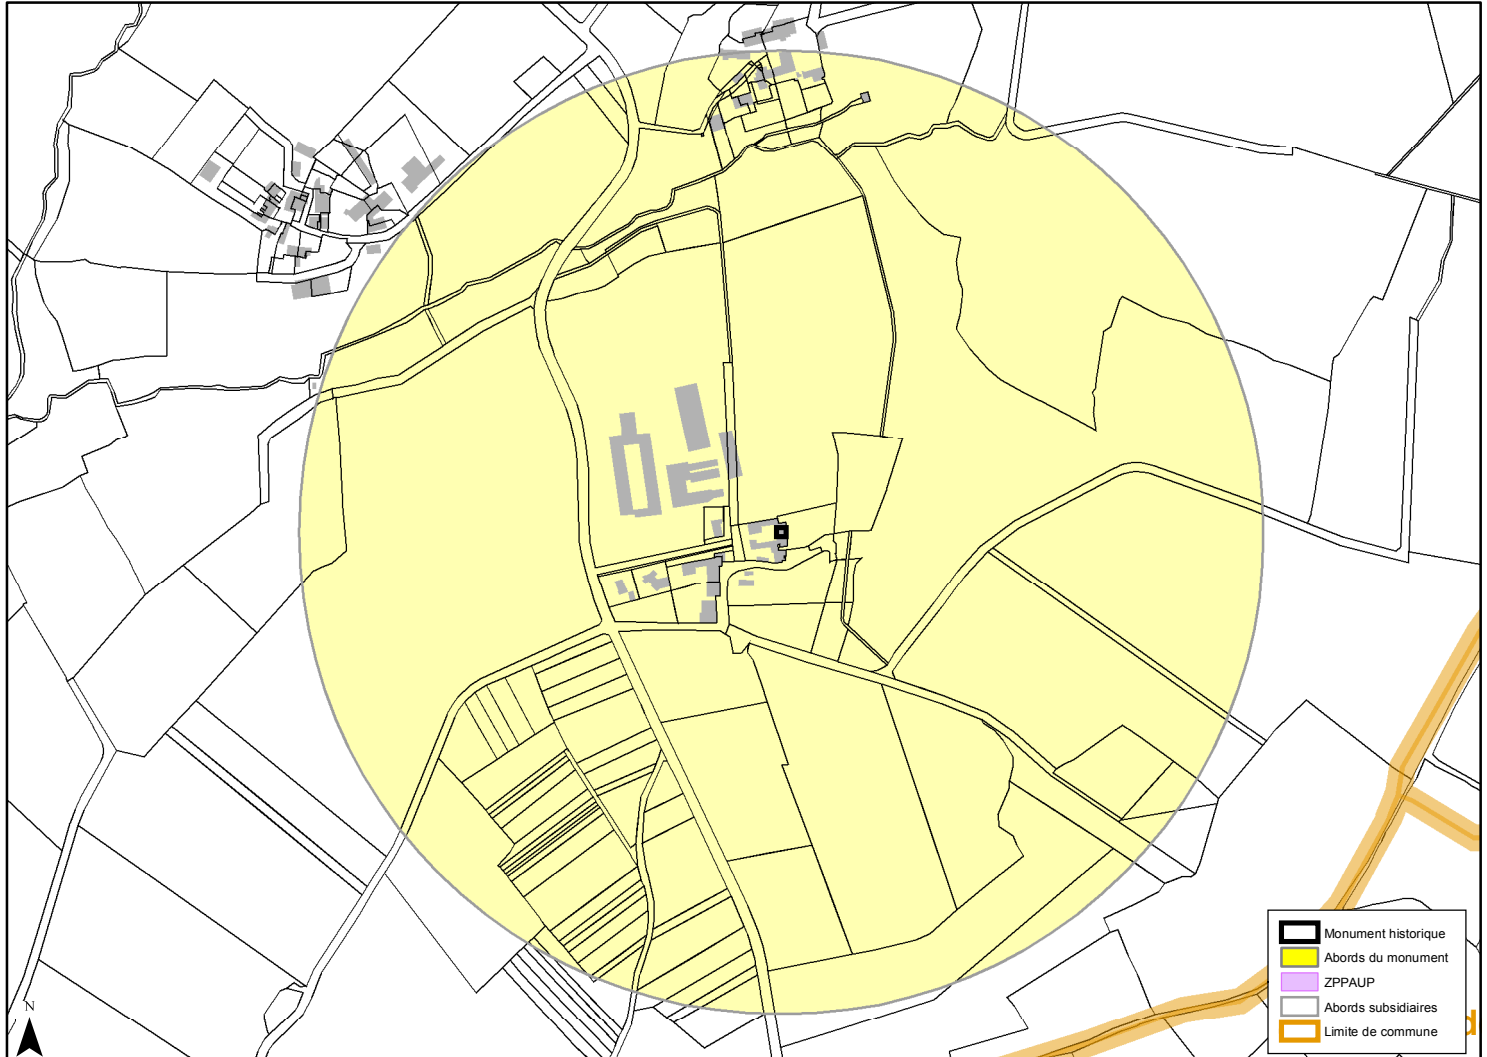 N
Monument historique
Abords du monument
ZPPAUP
Abords subsidiaires
Limite de commune